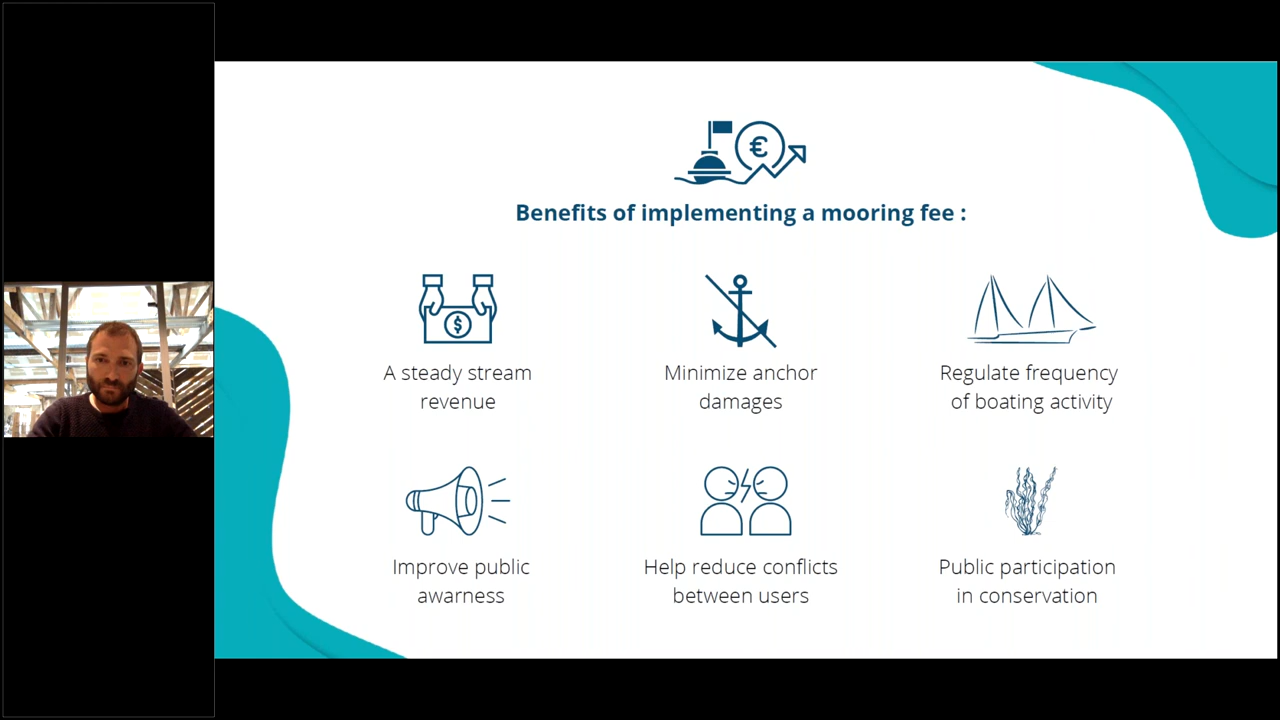 €
Benefits of implementing a mooring fee :
$
A steady stream
revenue
Minimize anchor
damages
Regulate frequency
of boating activity
Improve public
awarness
Help reduce conflicts
between users
Public participation
in conservation